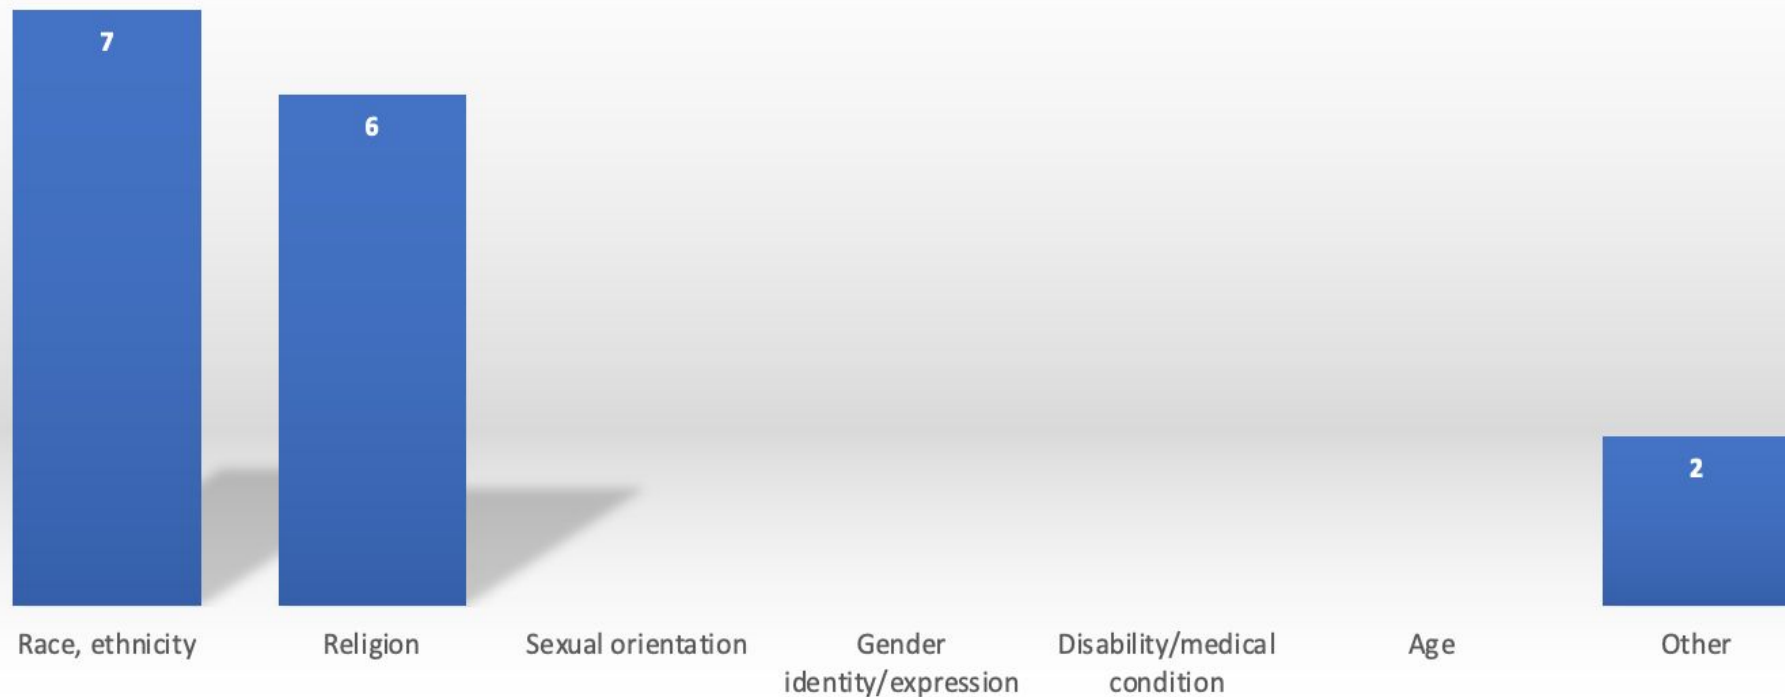 7
6
2
Race, ethnicity
Religion
Sexual orientation
Gender
identity/expression
Disability/medical
condition
Age
Other